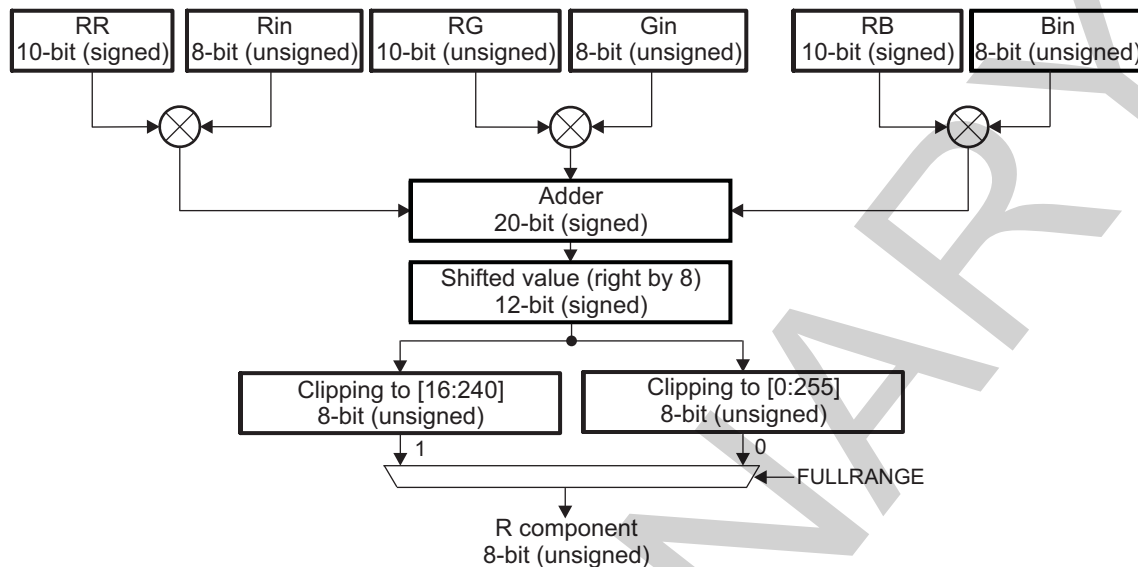 RR
10-bit (signed)
Rin
8-bit (unsigned)
RG
10-bit (unsigned)
Gin
8-bit (unsigned)
RB
10-bit (signed)
Bin
8-bit (unsigned)
Adder
20-bit (signed)
Shifted value (right by 8)
12-bit (signed)
Clipping to [16:240]
8-bit (unsigned)
Clipping to [0:255]
8-bit (unsigned)
1
0
FULLRANGE
R component
8-bit (unsigned)
NARY